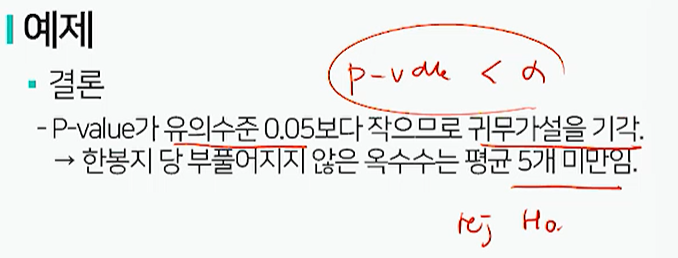 예제
결론
p-value < α
- P-value가 유의수준 0.05보다 작으므로 귀무가설을 기각.
→ 한봉지 당 부풀어지지 않은 옥수수는 평균 5개 미만임.
rej H₀.